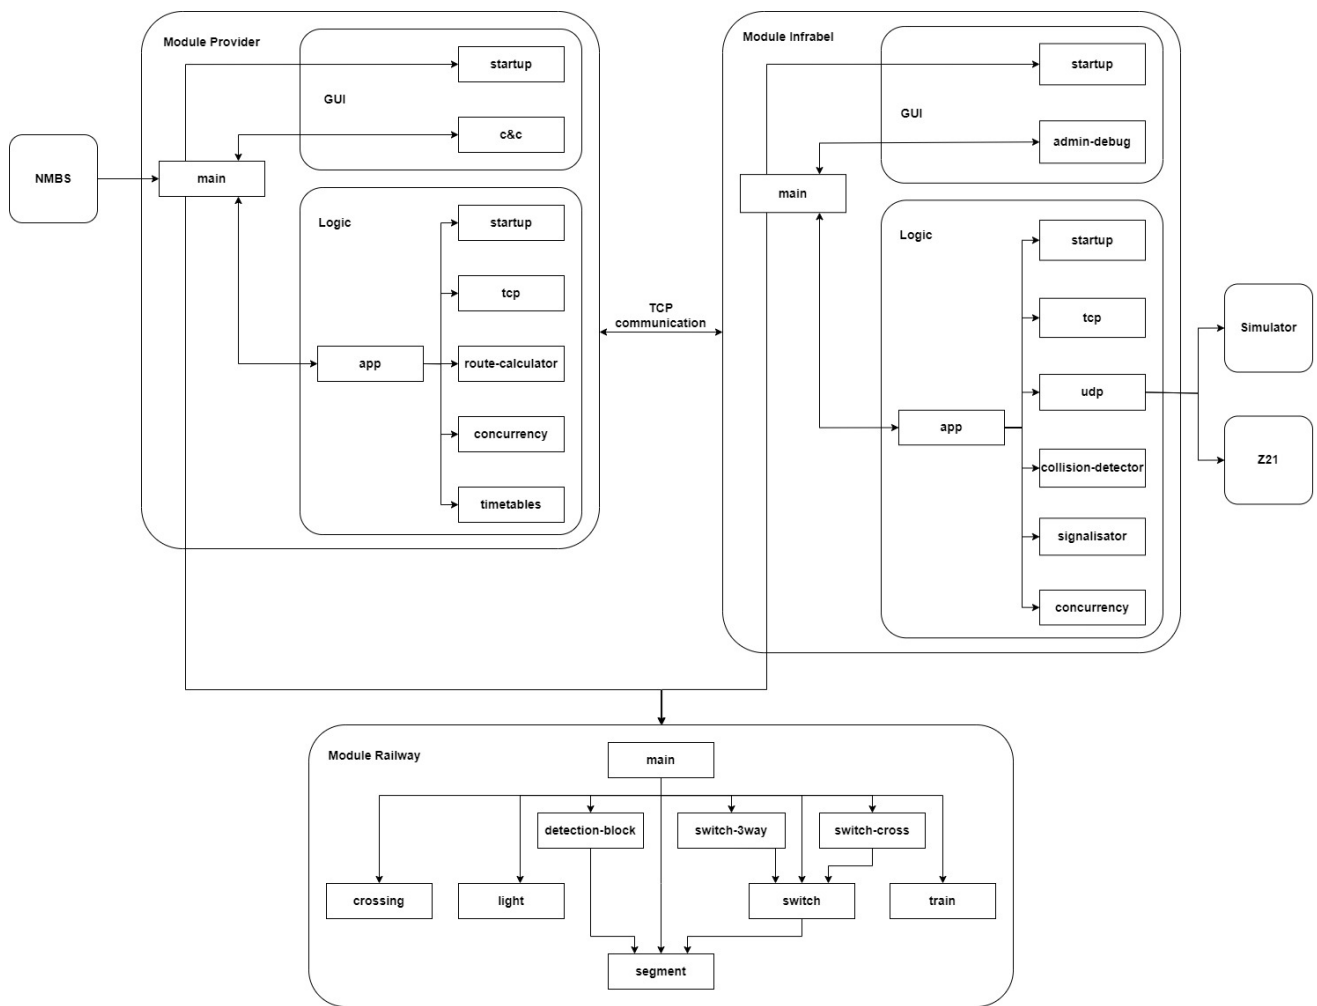 Module Provider
startup
GUI
c&c
NMBS
main
Logic
startup
tcp
app
route-calculator
concurrency
timetables
TCP
communication
Module Infrabel
startup
GUI
admin-debug
main
Logic
startup
tcp
udp
app
collision-detector
signalisator
concurrency
Simulator
Z21
Module Railway
main
detection-block
switch-3way
switch-cross
crossing
light
switch
train
segment